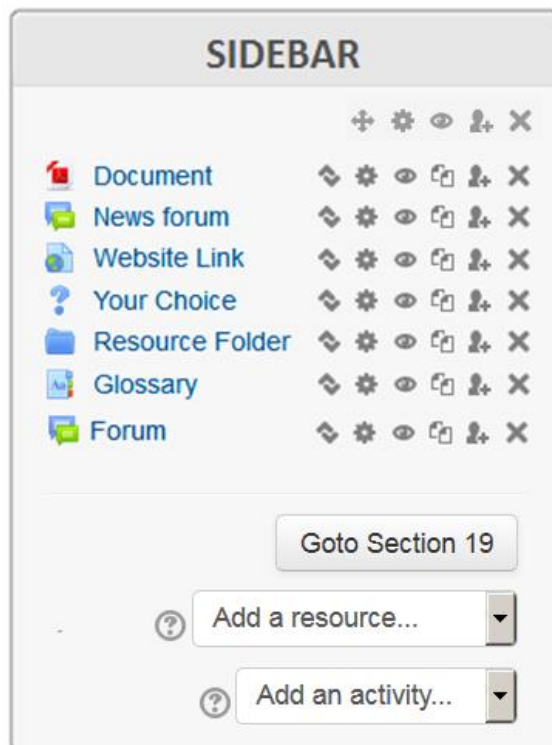 SIDEBAR
Document
News forum
Website Link
Your Choice
Resource Folder
Glossary
Forum
Goto Section 19
Add a resource...
Add an activity...